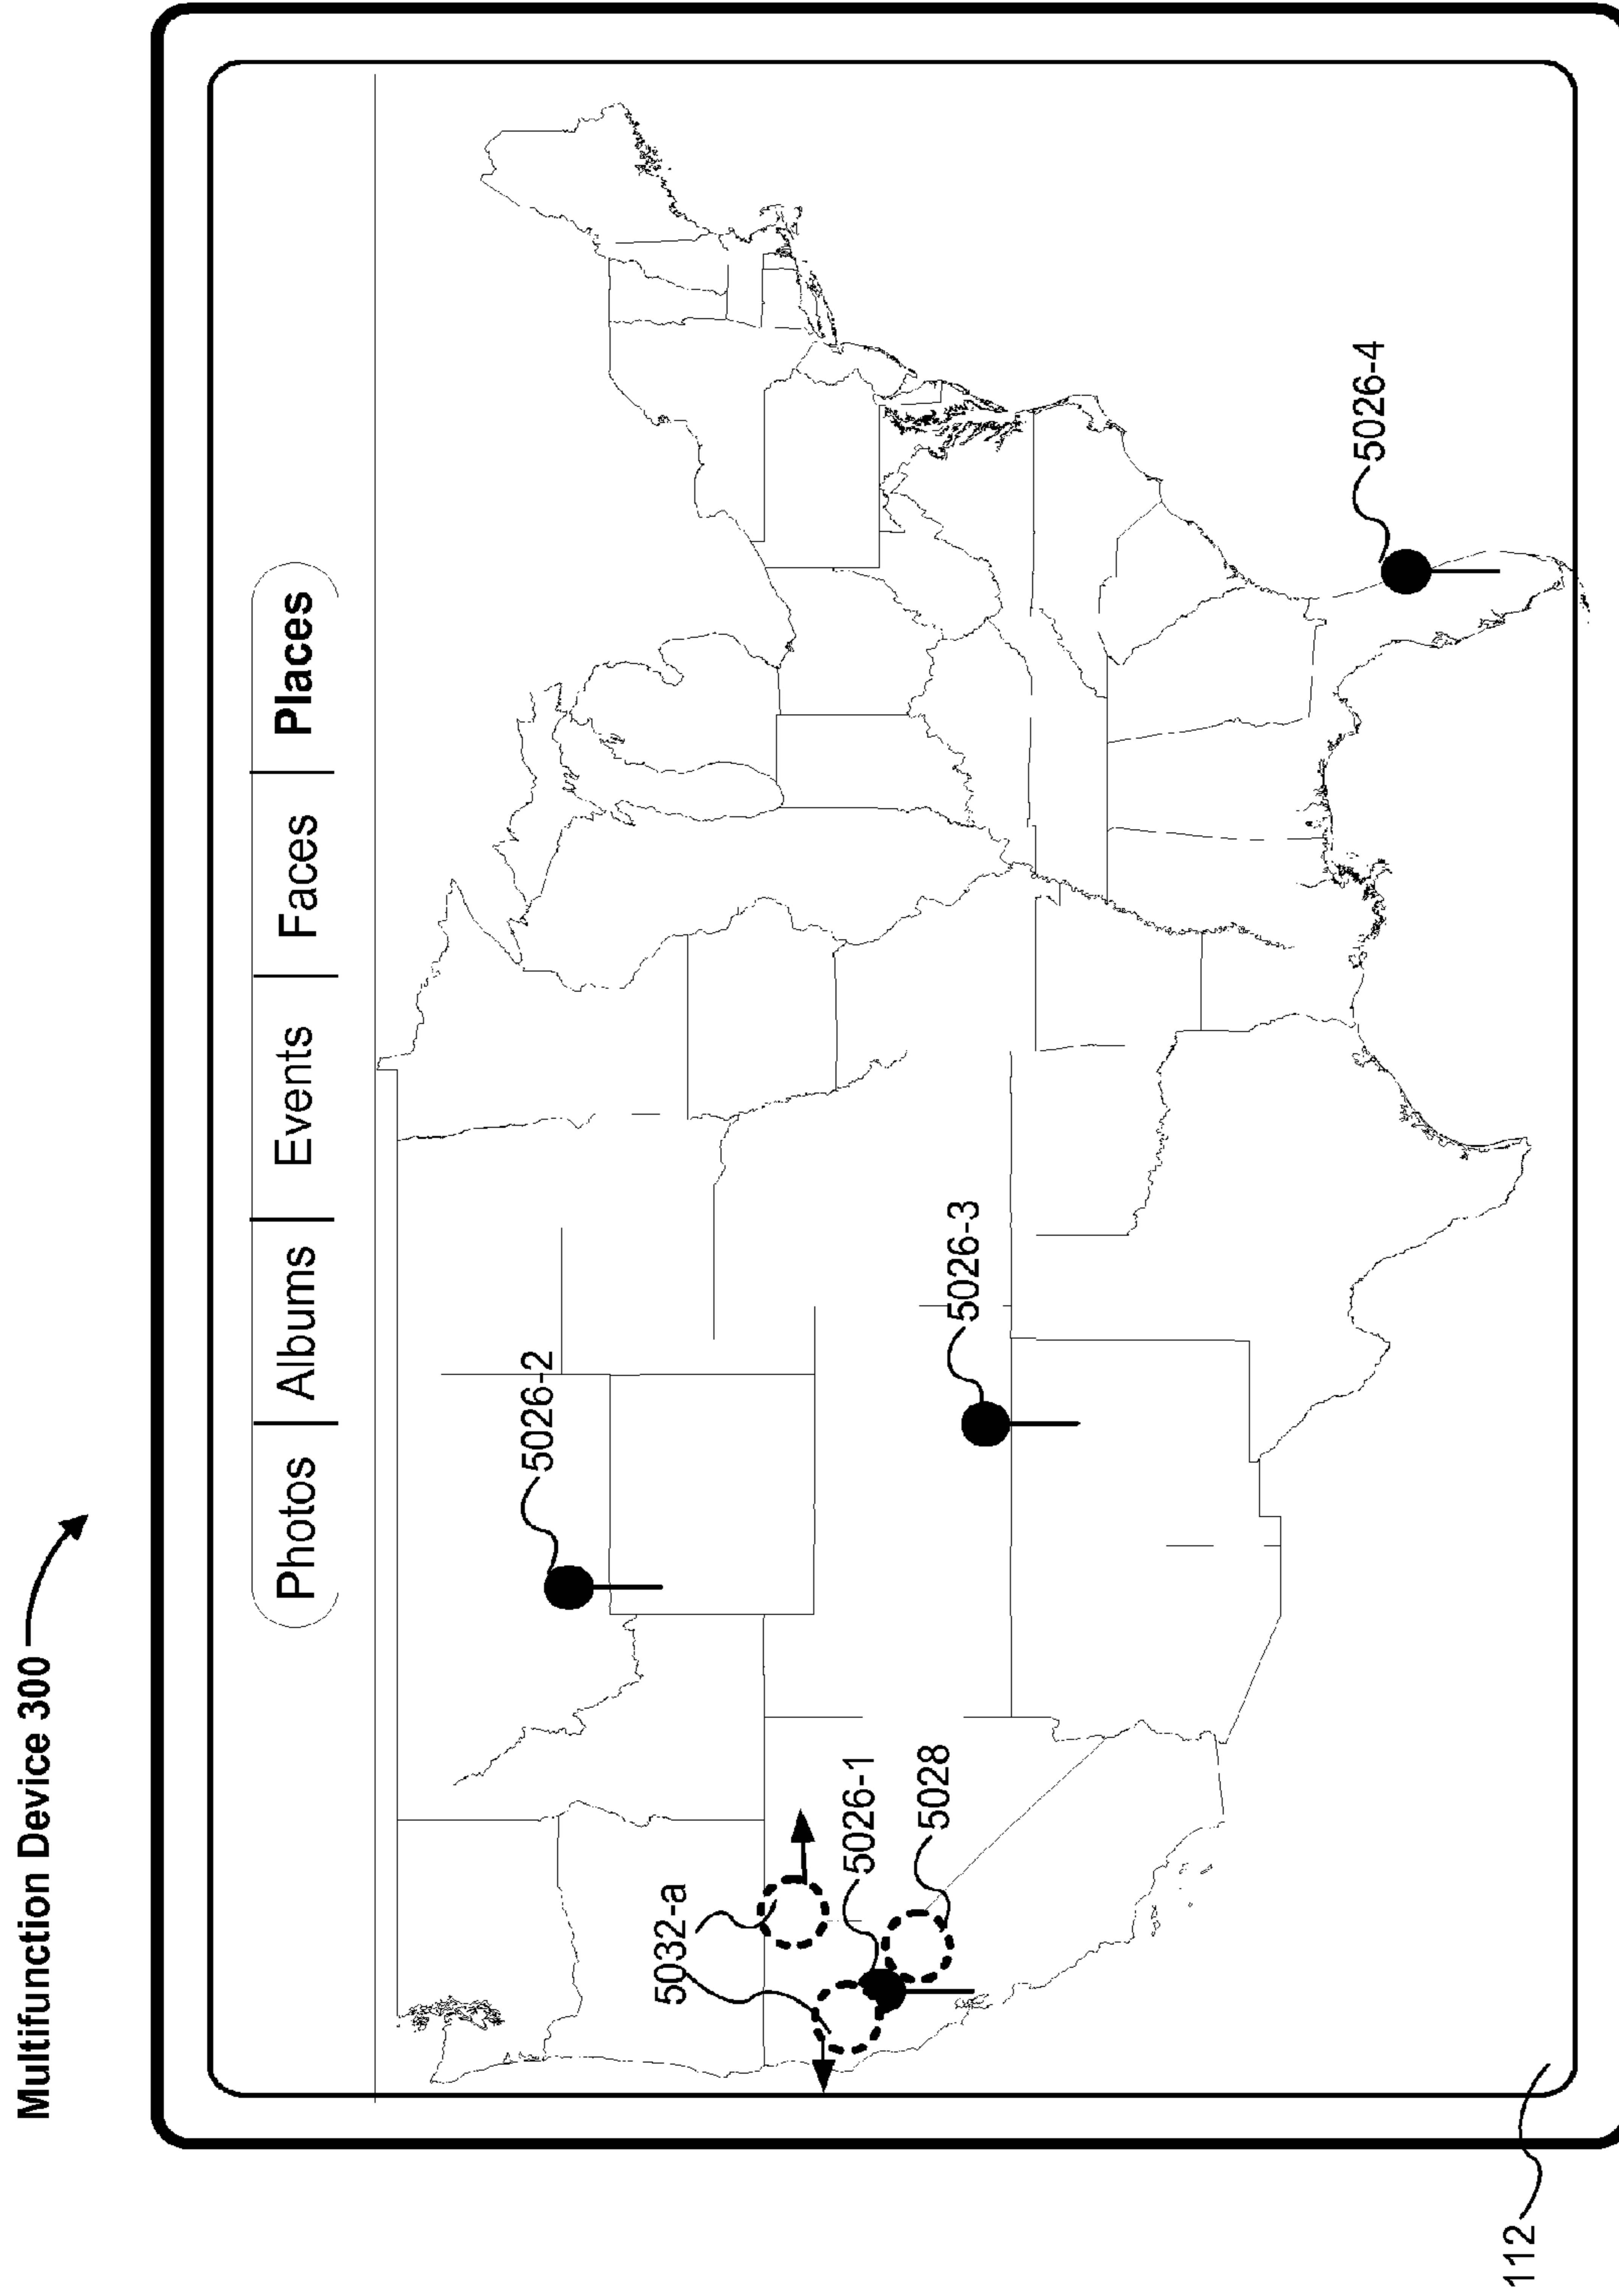 Multifunction Device 300
Photos | Albums | Events | Faces | Places
5026-2
5032-a
5026-1
5028
5026-3
5026-4
112